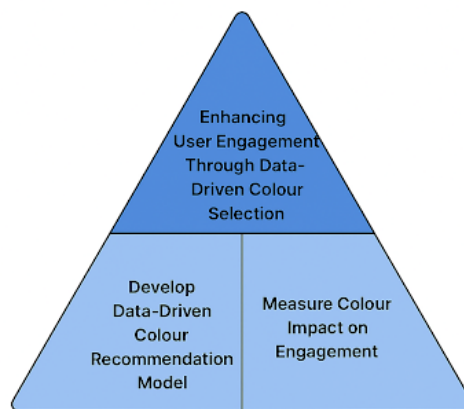 Enhancing
User Engagement
Through Data-
Driven Colour
Selection
Develop
Data-Driven
Colour
Recommendation
Model
Measure Colour
Impact on
Engagement